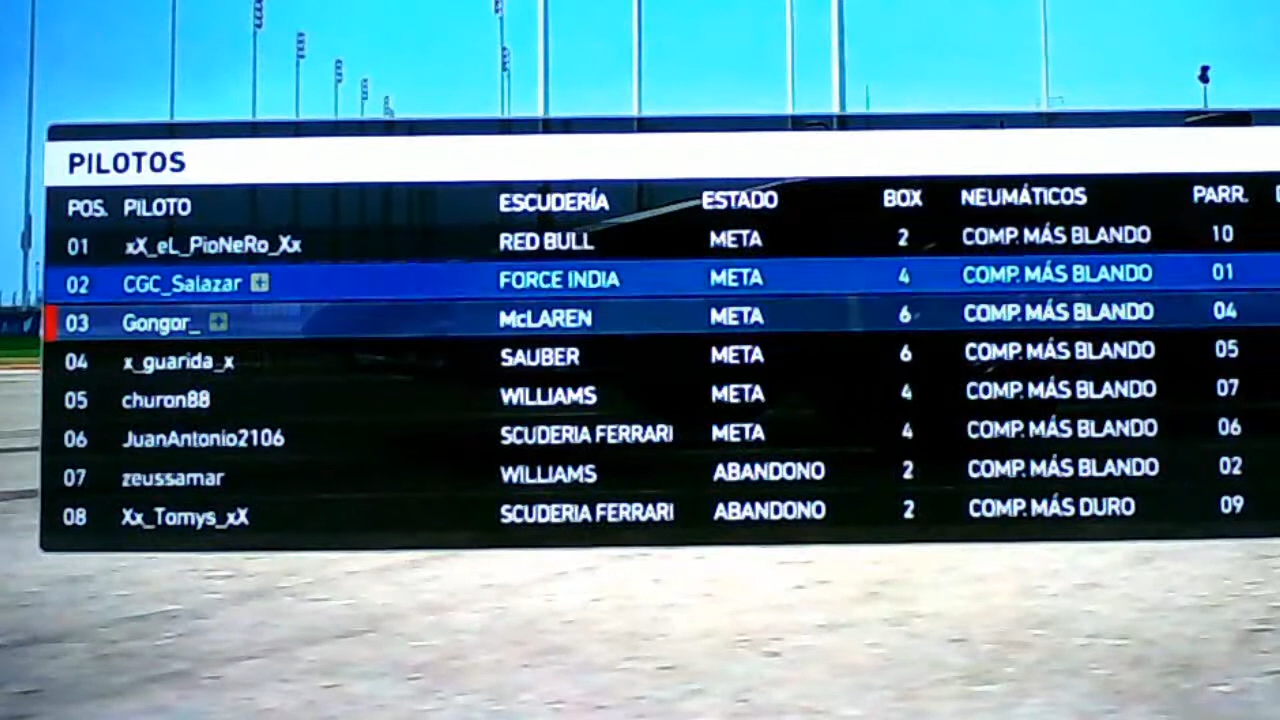 PILOTOS
POS. PILOTO ESCUDERÍA ESTADO BOX NEUMÁTICOS PARR.
01 xX_eL_PioNeRo_Xx RED BULL META 2 COMP. MÁS BLANDO 10
02 CGC_Salazar FORCE INDIA META 4 COMP. MÁS BLANDO 01
03 Gongor_ McLAREN META 6 COMP. MÁS BLANDO 04
04 x_guarida_x SAUBER META 6 COMP. MÁS BLANDO 05
05 churon88 WILLIAMS META 4 COMP. MÁS BLANDO 07
06 JuanAntonio2106 SCUDERIA FERRARI META 4 COMP. MÁS BLANDO 06
07 zeussamar WILLIAMS ABANDONO 2 COMP. MÁS BLANDO 02
08 Xx_Tomys_xX SCUDERIA FERRARI ABANDONO 2 COMP. MÁS DURO 09